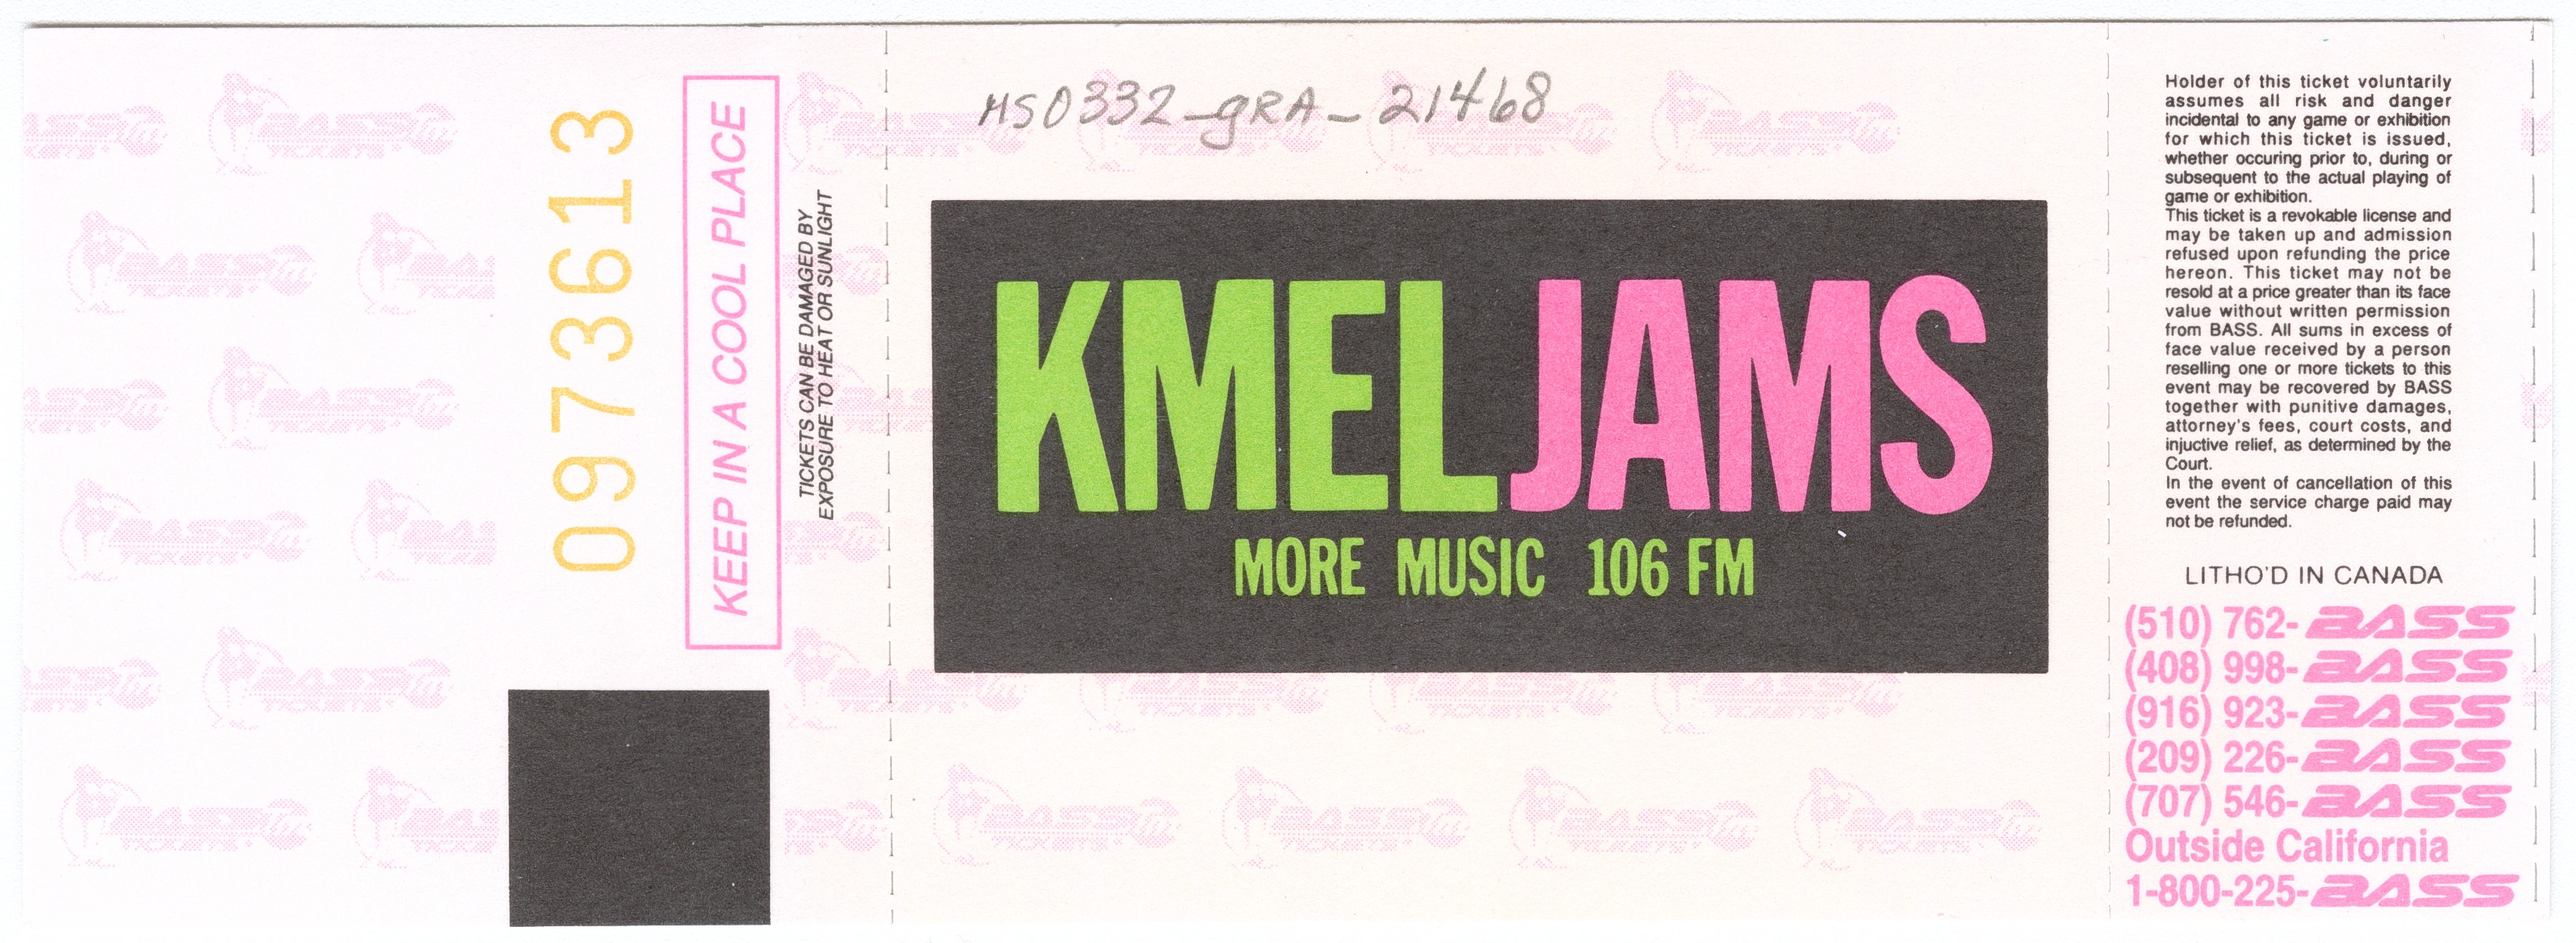 0973613
KEEP IN A COOL PLACE
TICKETS CAN BE DAMAGED BY
EXPOSURE TO HEAT OR SUNLIGHT
MS0332_gRA_21468
KMELJAMS
MORE MUSIC 106 FM
Holder of this ticket voluntarily
assumes all risk and danger
incidental to any game or exhibition
for which this ticket is issued,
whether occuring prior to, during or
subsequent to the actual playing of
game or exhibition.
This ticket is a revokable license and
may be taken up and admission
refused upon refunding the price
hereon. This ticket may not be
resold at a price greater than its face
value without written permission
from BASS. All sums in excess of
face value received by a person
reselling one or more tickets to this
event may be recovered by BASS
together with punitive damages,
attorney's fees, court costs, and
injuctive relief, as determined by the
Court.
In the event of cancellation of this
event the service charge paid may
not be refunded.
LITHO'D IN CANADA
(510) 762-BASS
(408) 998-BASS
(916) 923-BASS
(209) 226-BASS
(707) 546-BASS
Outside California
1-800-225-BASS
BASS Tm
TICKETS